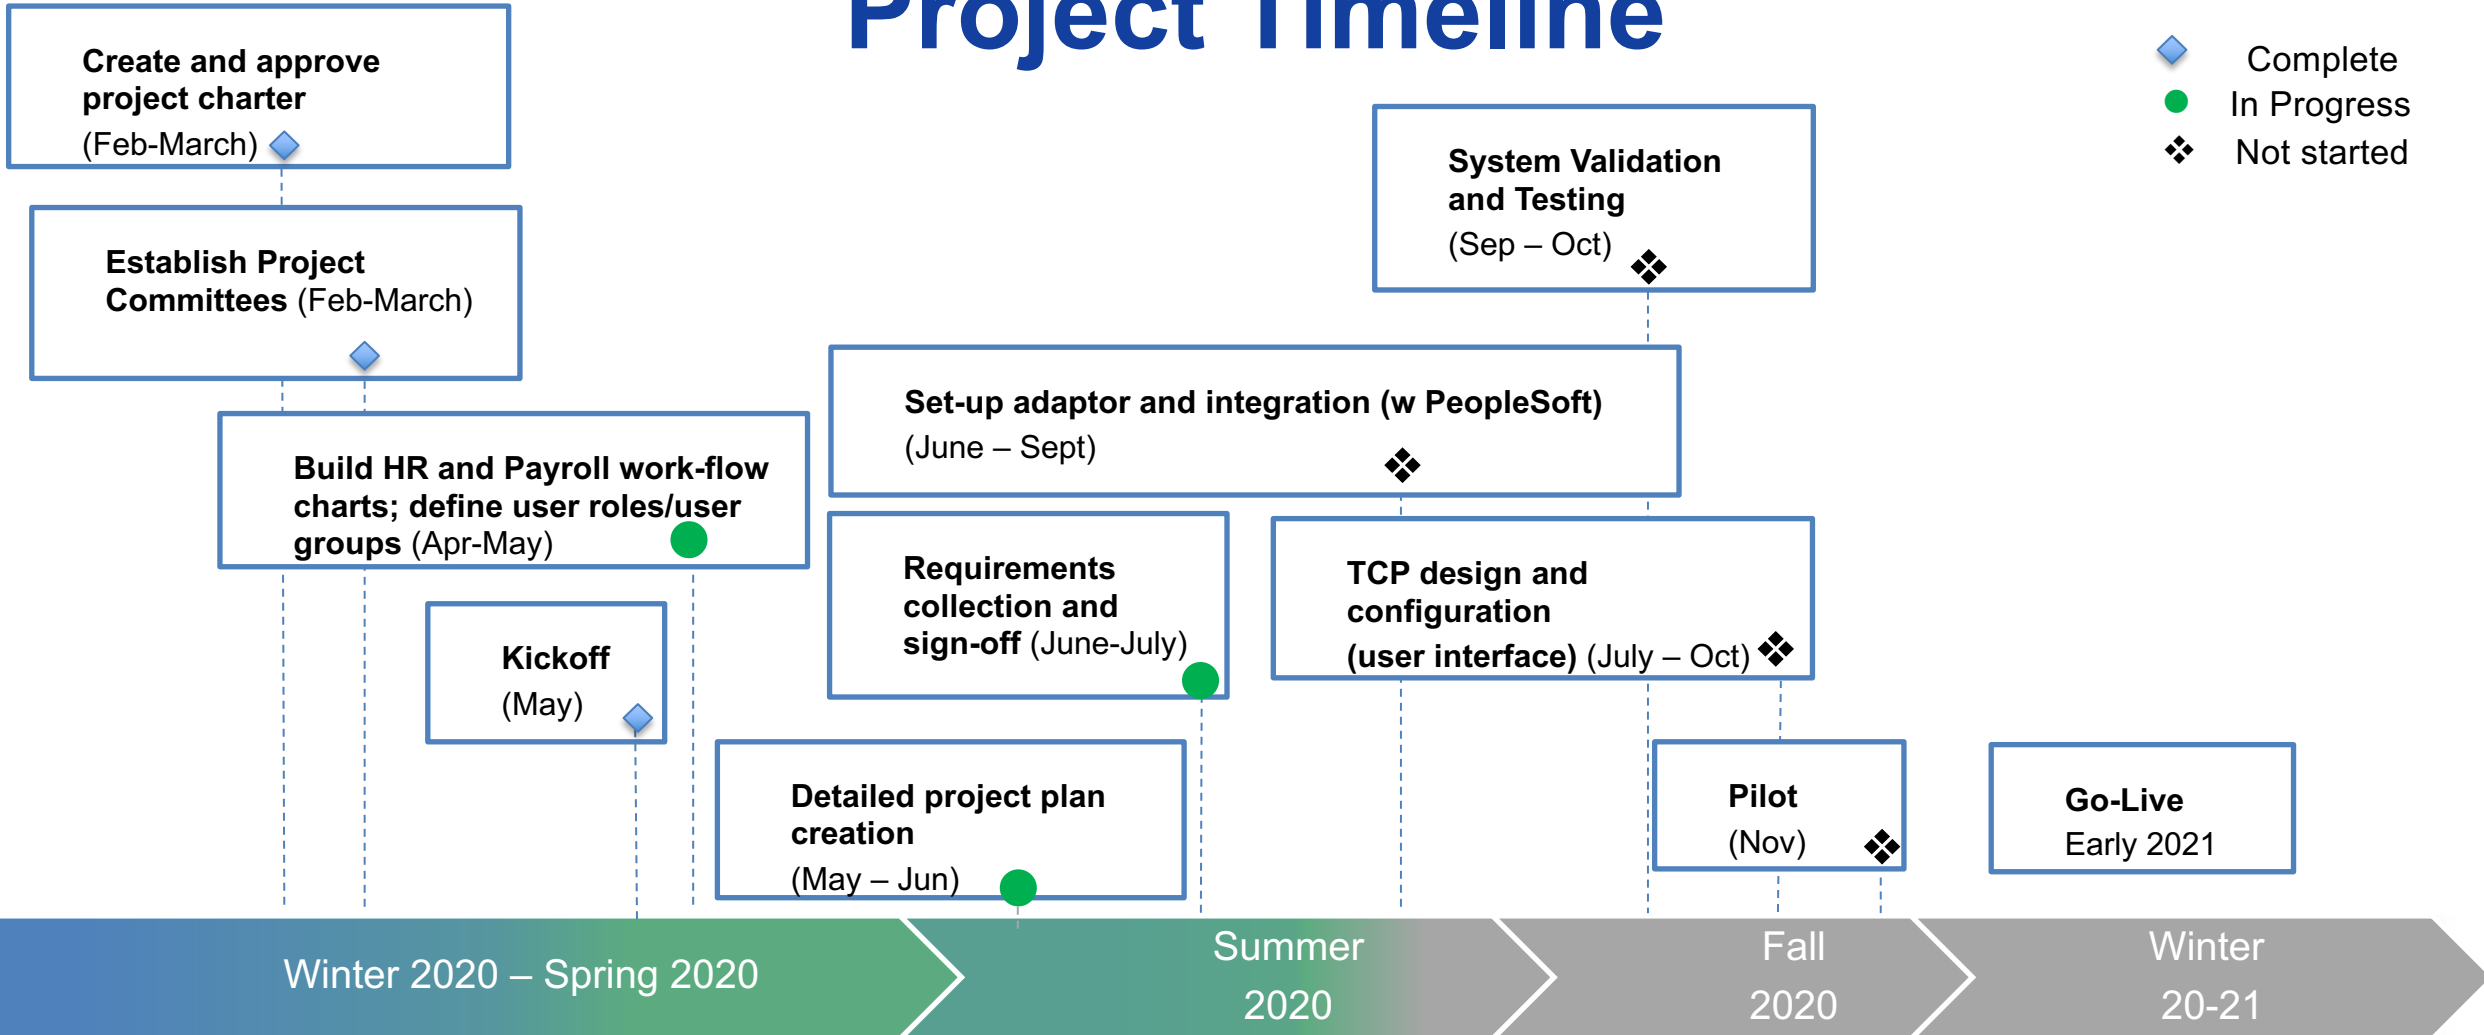 Project Timeline
Complete
In Progress
Not started
Create and approve
project charter
(Feb-March)
Establish Project
Committees (Feb-March)
Build HR and Payroll work-flow
charts; define user roles/user
groups (Apr-May)
Kickoff
(May)
Detailed project plan
creation
(May – Jun)
Requirements
collection and
sign-off (June-July)
Set-up adaptor and integration (w PeopleSoft)
(June – Sept)
System Validation
and Testing
(Sep – Oct)
TCP design and
configuration
(user interface) (July – Oct)
Pilot
(Nov)
Go-Live
Early 2021
Winter 2020 – Spring 2020
Summer
2020
Fall
2020
Winter
20-21